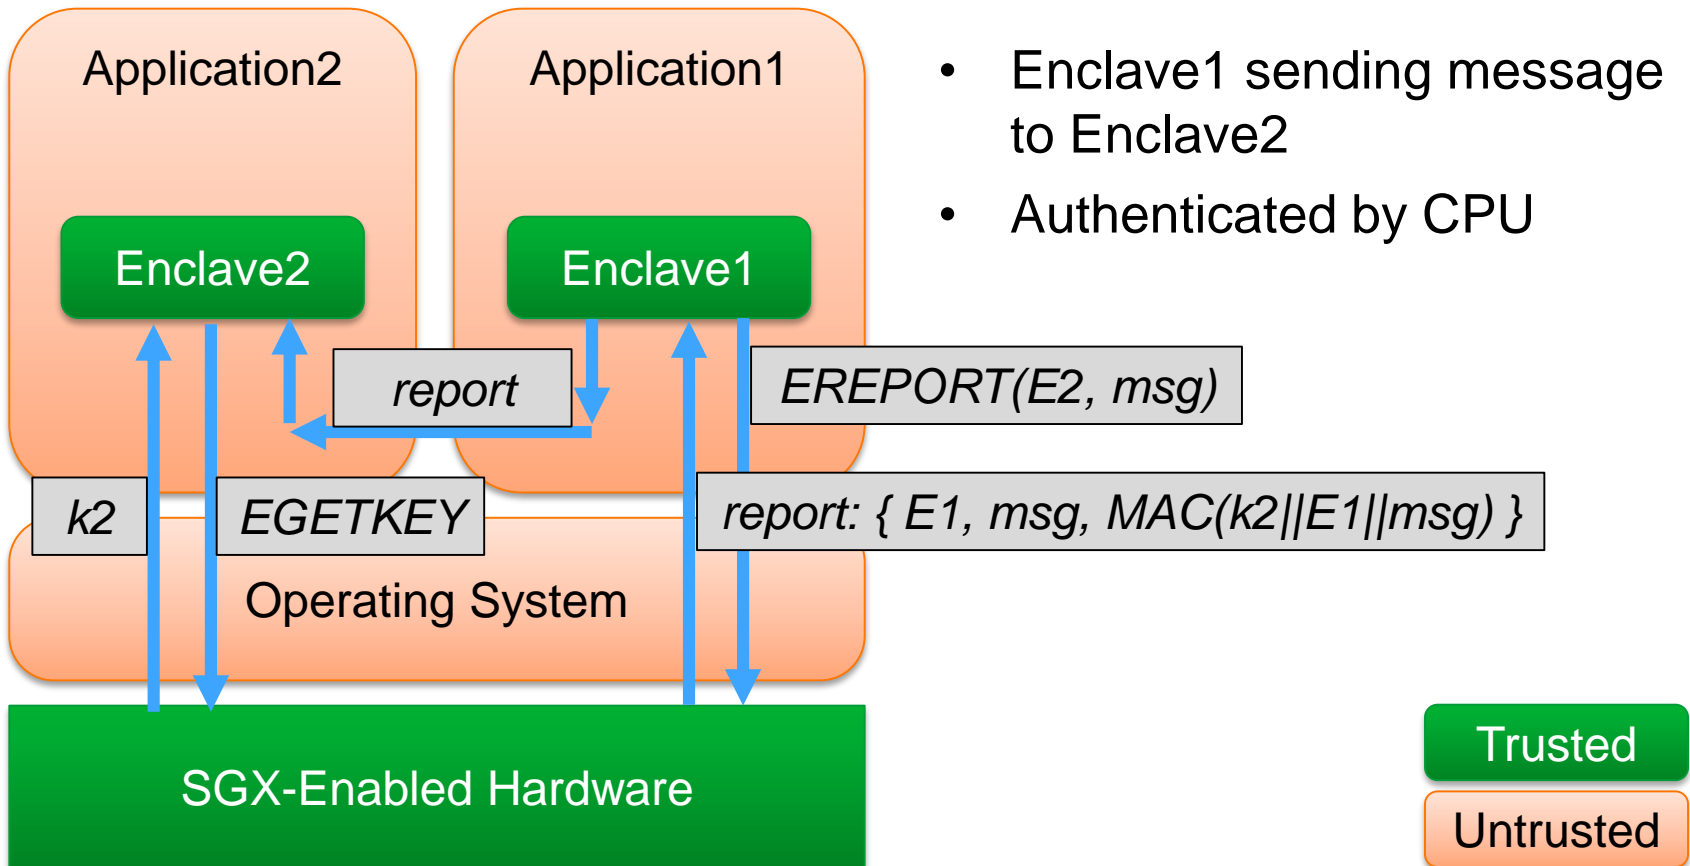 Application2
Application1
• Enclave1 sending message
to Enclave2
• Authenticated by CPU
Enclave2
Enclave1
report
EREPORT(E2, msg)
k2
EGETKEY
report: { E1, msg, MAC(k2||E1||msg) }
Operating System
SGX-Enabled Hardware
Trusted
Untrusted